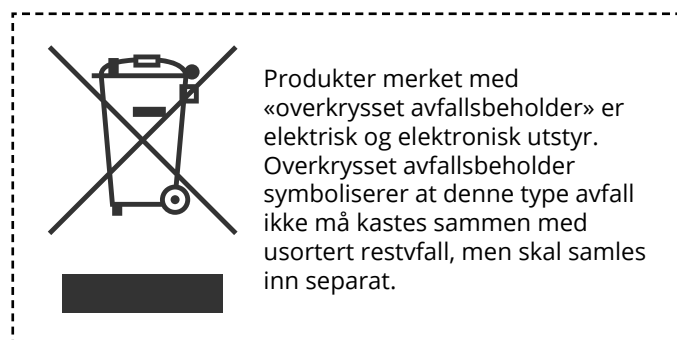 Produkter merket med
«overkrysset avfallsbeholder» er
elektrisk og elektronisk utstyr.
Overkrysset avfallsbeholder
symboliserer at denne type avfall
ikke må kastes sammen med
usortert restvfall, men skal samles
inn separat.